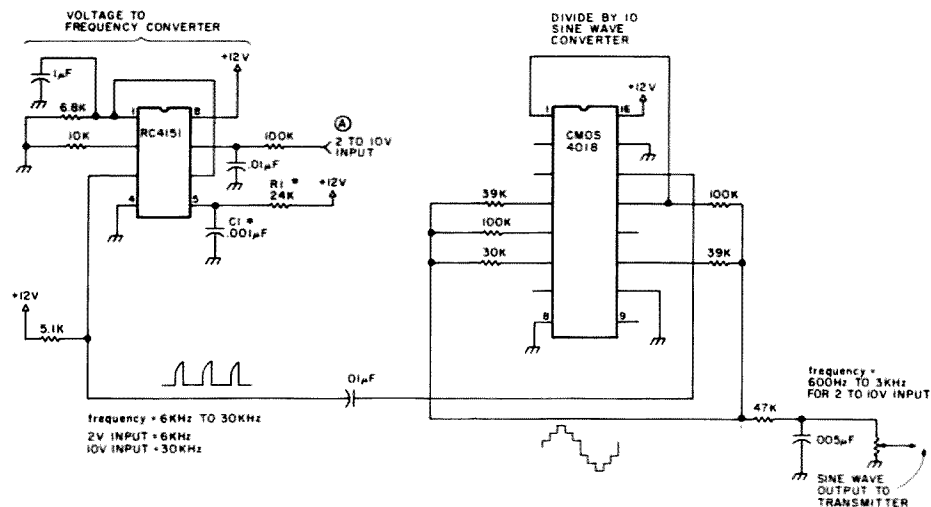 VOLTAGE TO
FREQUENCY CONVERTER
+12V
1µF
6.8K
10K
1
8
RC4151
100K
A
2 TO 10V
INPUT
.01µF
R1 *
24K
+12V
4
5
C1 *
.001µF
+12V
5.1K
.01µF
frequency = 6KHz TO 30KHz
2V INPUT = 6KHz
10V INPUT = 30KHz
DIVIDE BY 10
SINE WAVE
CONVERTER
+12V
1
16
CMOS
4018
39K
100K
100K
30K
39K
8
9
frequency =
600Hz TO 3KHz
FOR 2 TO 10V INPUT
47K
.005µF
SINE WAVE
OUTPUT TO
TRANSMITTER